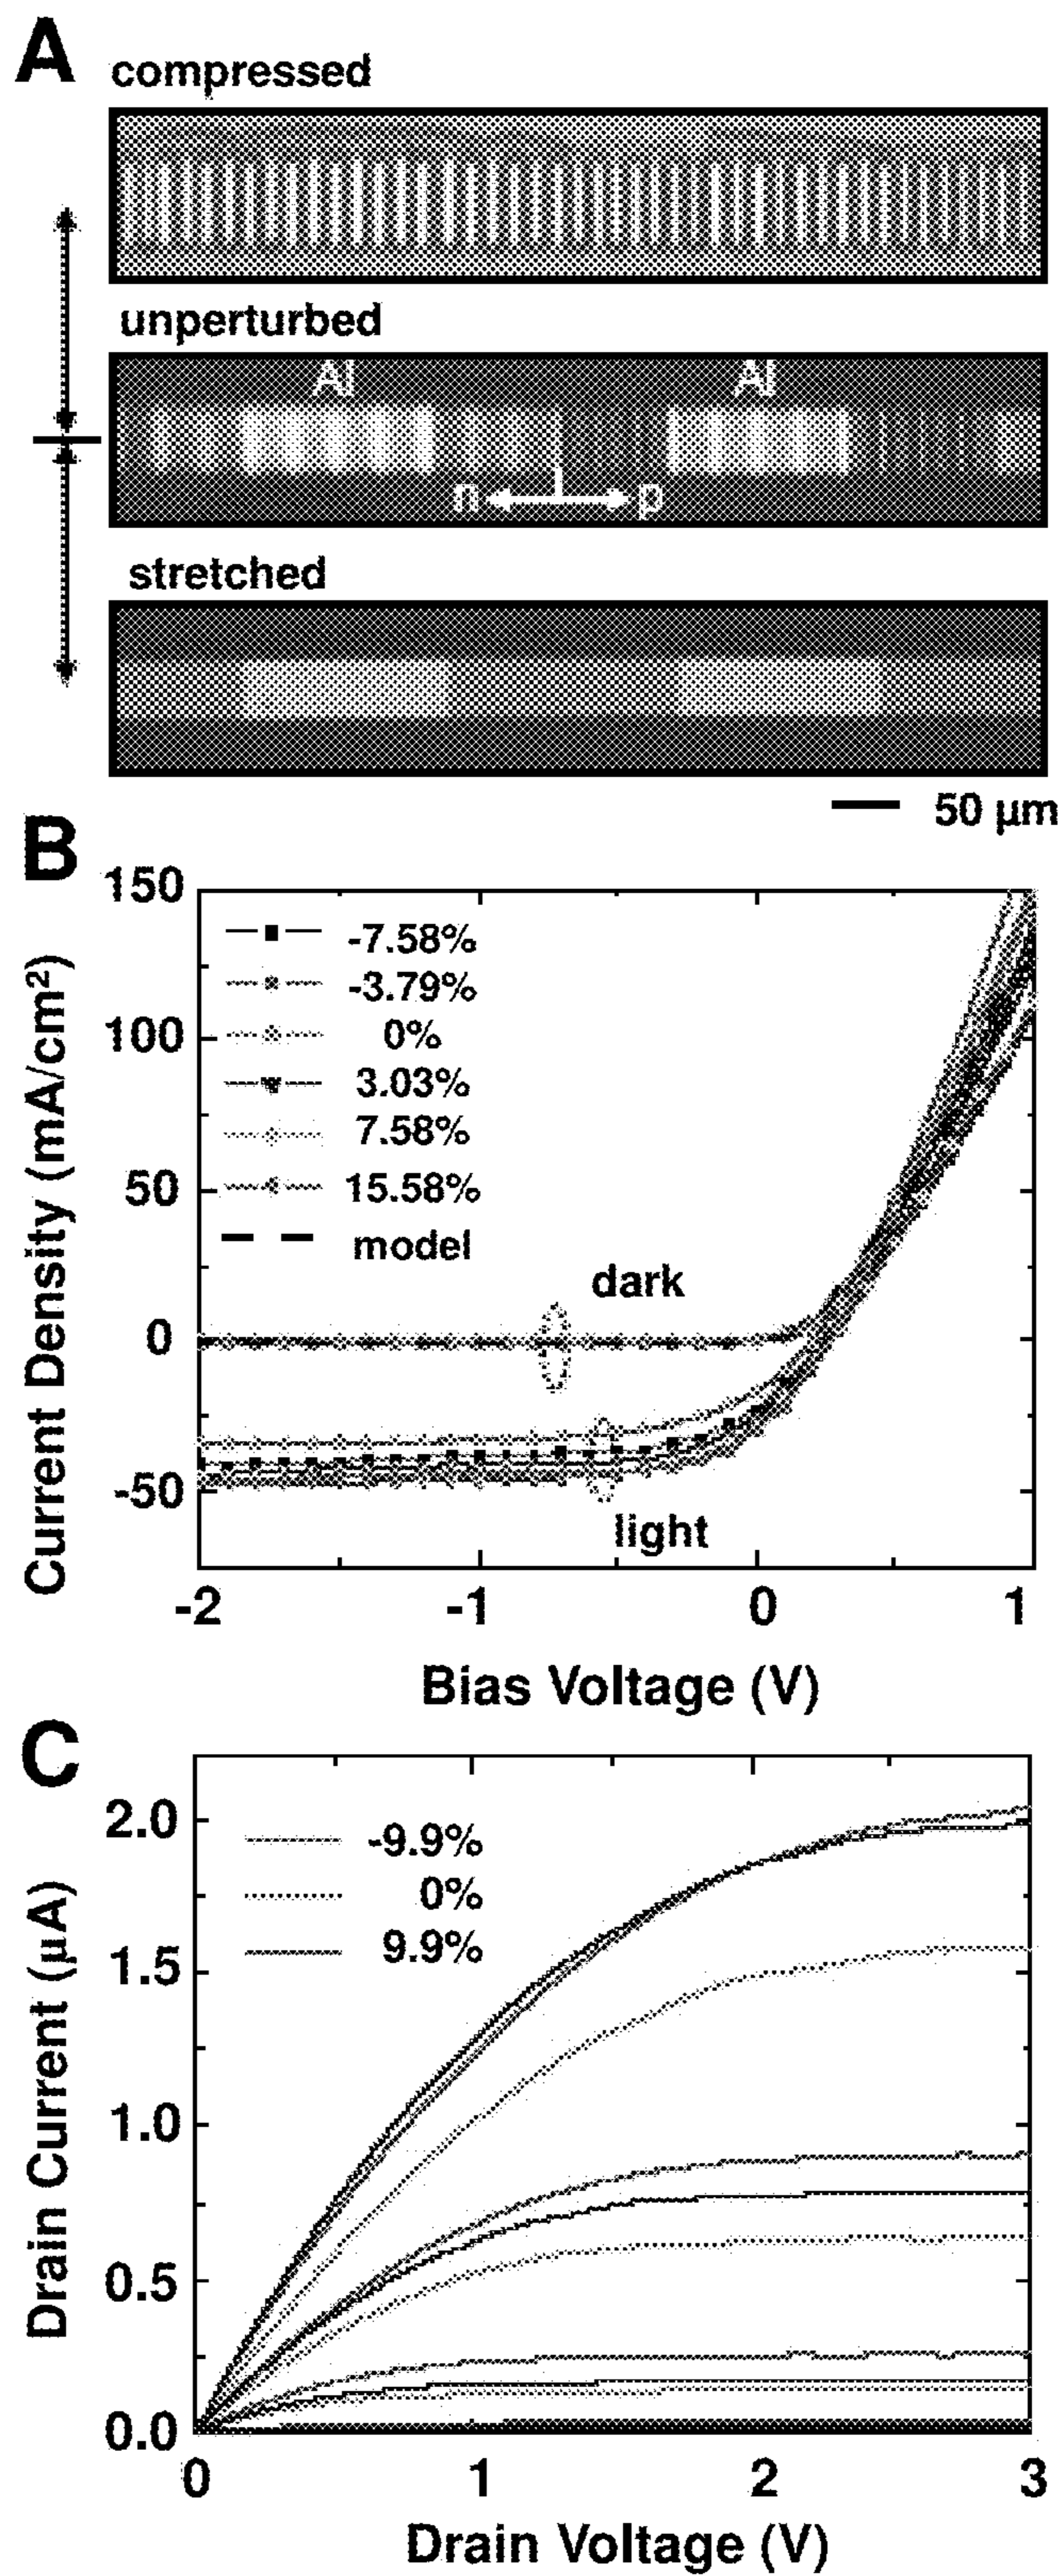 A
compressed
unperturbed
Al Al
n p
stretched
50 µm
B
Current Density (mA/cm²)
150
100
50
0
-50
-7.58%
-3.79%
0%
3.03%
7.58%
15.58%
model
dark
light
-2 -1 0 1
Bias Voltage (V)
C
Drain Current (µA)
2.0
1.5
1.0
0.5
0.0
-9.9%
0%
9.9%
0 1 2 3
Drain Voltage (V)